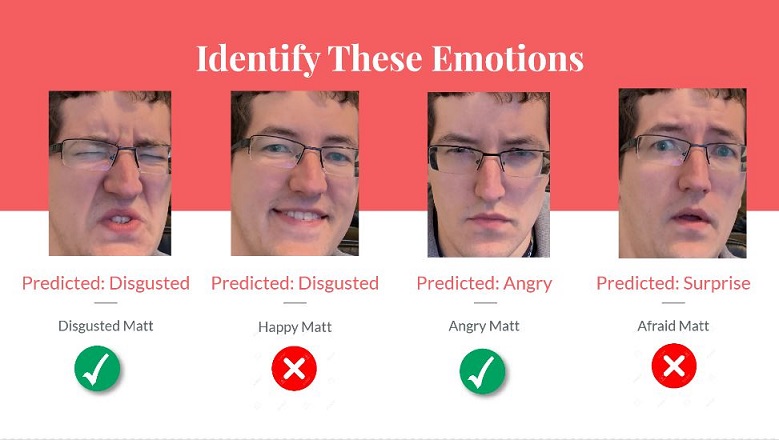 Identify These Emotions
Predicted: Disgusted
Predicted: Disgusted
Predicted: Angry
Predicted: Surprise
Disgusted Matt
Happy Matt
Angry Matt
Afraid Matt